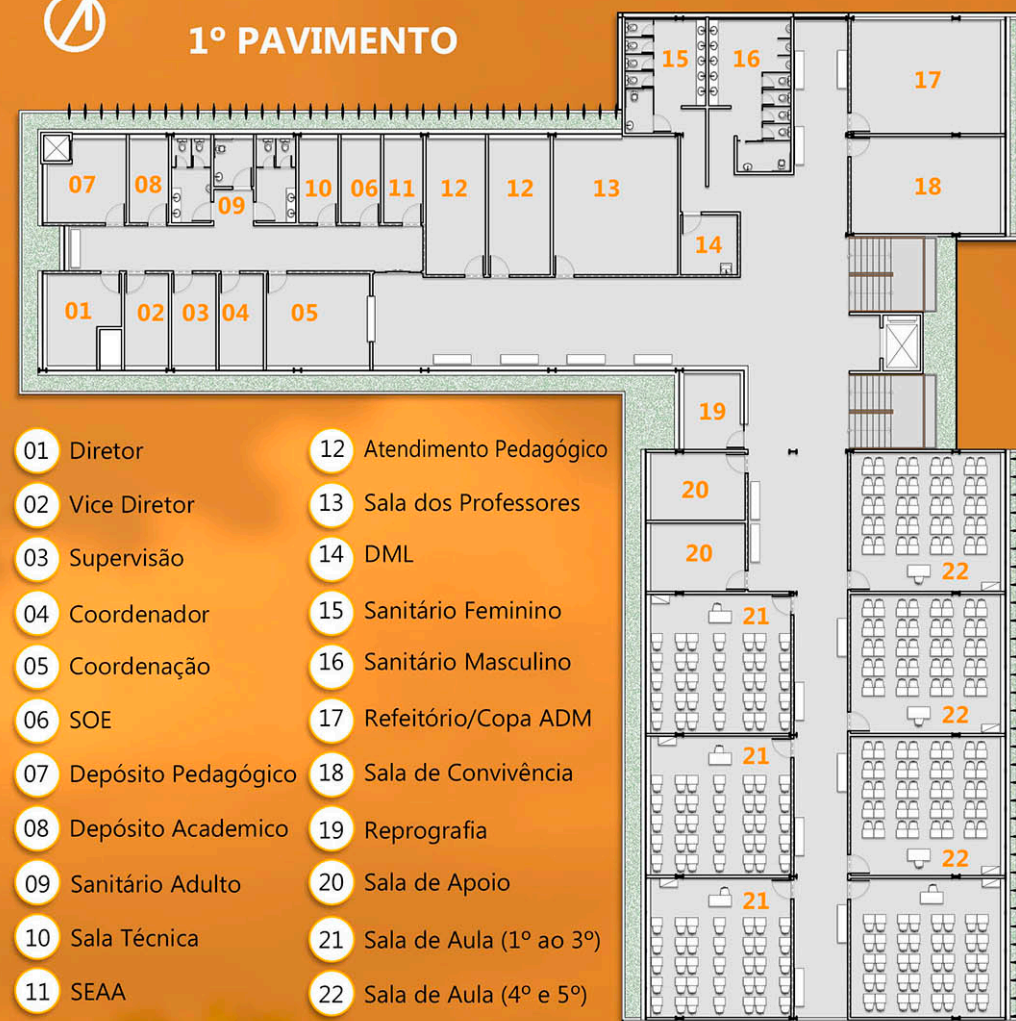 1º PAVIMENTO
15
16
17
07
08
09
10
06
11
12
12
13
18
14
01
02
03
04
05
19
20
20
22
21
22
21
22
21
01 Diretor
02 Vice Diretor
03 Supervisão
04 Coordenador
05 Coordenação
06 SOE
07 Depósito Pedagógico
08 Depósito Academico
09 Sanitário Adulto
10 Sala Técnica
11 SEAA
12 Atendimento Pedagógico
13 Sala dos Professores
14 DML
15 Sanitário Feminino
16 Sanitário Masculino
17 Refeitório/Copa ADM
18 Sala de Convivência
19 Reprografia
20 Sala de Apoio
21 Sala de Aula (1º ao 3º)
22 Sala de Aula (4º e 5º)